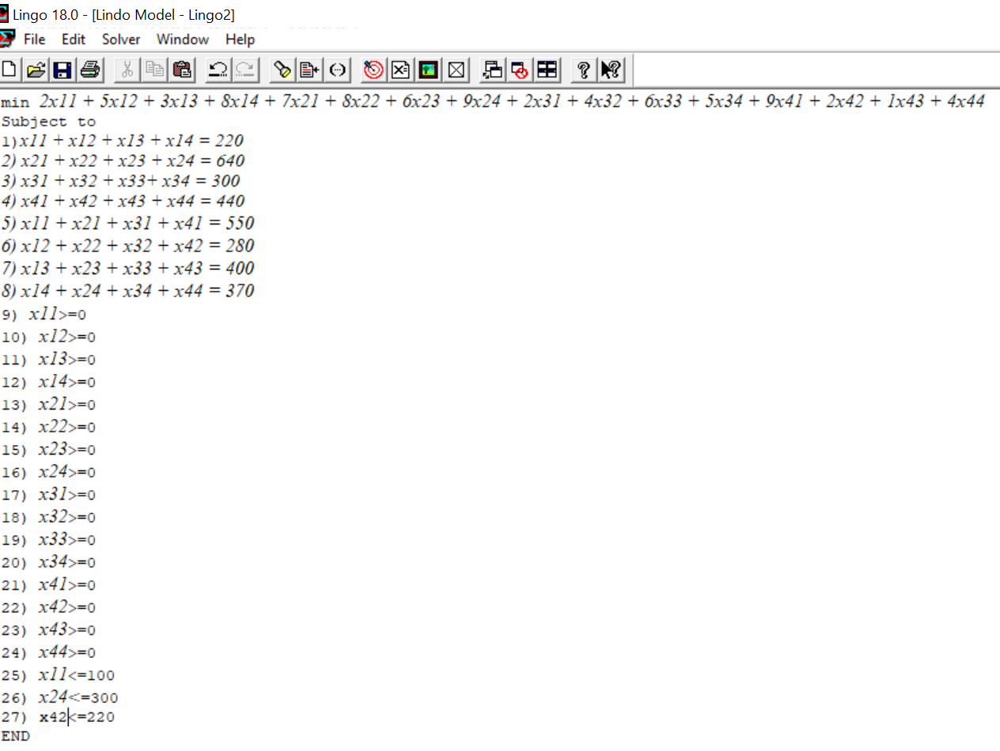 Lingo 18.0 - [Lindo Model - Lingo2]
File Edit Solver Window Help
min 2x11 + 5x12 + 3x13 + 8x14 + 7x21 + 8x22 + 6x23 + 9x24 + 2x31 + 4x32 + 6x33 + 5x34 + 9x41 + 2x42 + 1x43 + 4x44
Subject to
1)x11 + x12 + x13 + x14 = 220
2) x21 + x22 + x23 + x24 = 640
3) x31 + x32 + x33+ x34 = 300
4) x41 + x42 + x43 + x44 = 440
5) x11 + x21 + x31 + x41 = 550
6) x12 + x22 + x32 + x42 = 280
7) x13 + x23 + x33 + x43 = 400
8) x14 + x24 + x34 + x44 = 370
9) x11>=0
10) x12>=0
11) x13>=0
12) x14>=0
13) x21>=0
14) x22>=0
15) x23>=0
16) x24>=0
17) x31>=0
18) x32>=0
19) x33>=0
20) x34>=0
21) x41>=0
22) x42>=0
23) x43>=0
24) x44>=0
25) x11<=100
26) x24<=300
27) x42<=220
END